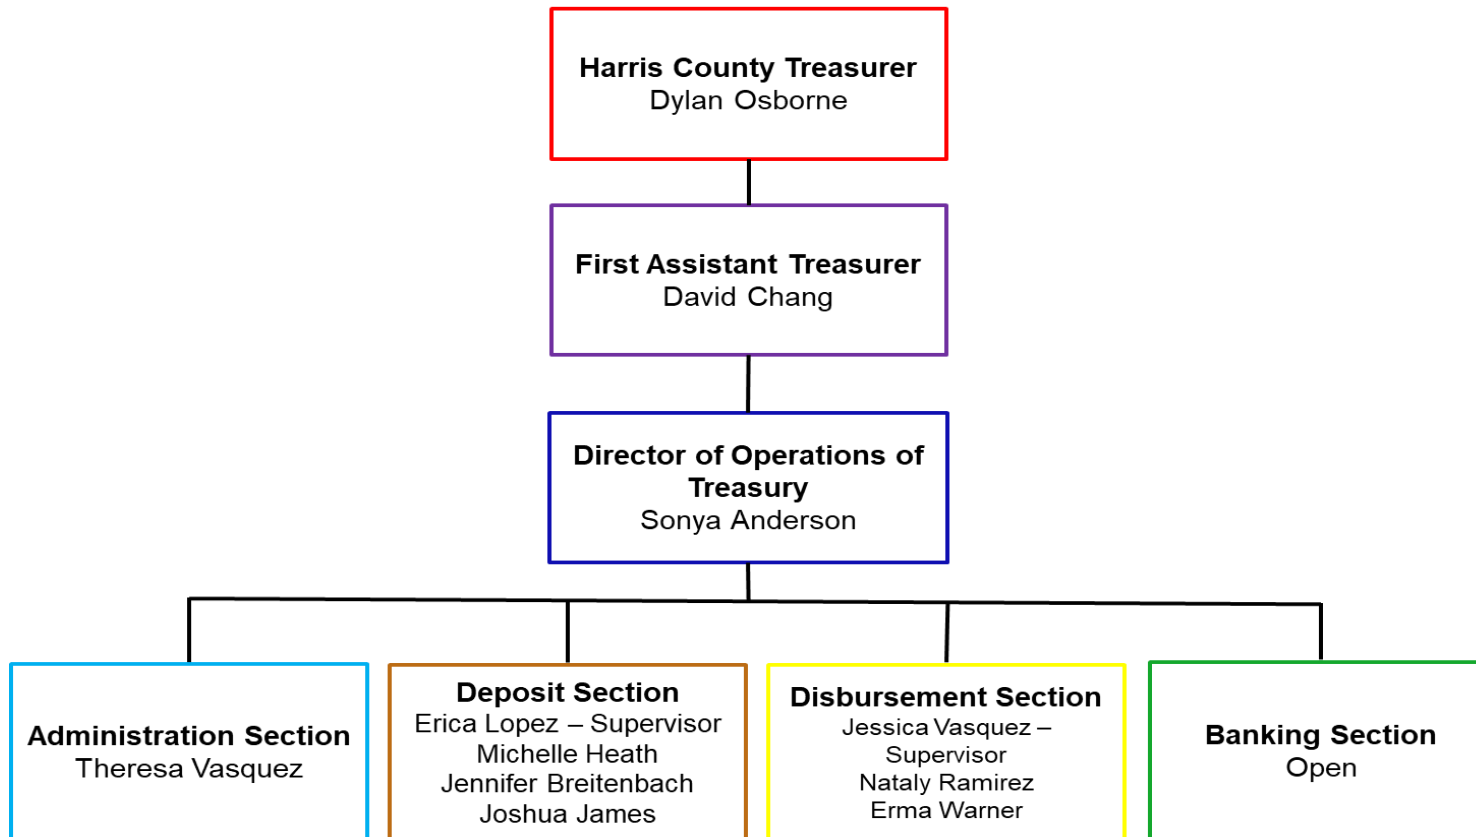 Harris County Treasurer
Dylan Osborne
First Assistant Treasurer
David Chang
Director of Operations of
Treasury
Sonya Anderson
Administration Section
Theresa Vasquez
Deposit Section
Erica Lopez – Supervisor
Michelle Heath
Jennifer Breitenbach
Joshua James
Disbursement Section
Jessica Vasquez –
Supervisor
Nataly Ramirez
Erma Warner
Banking Section
Open